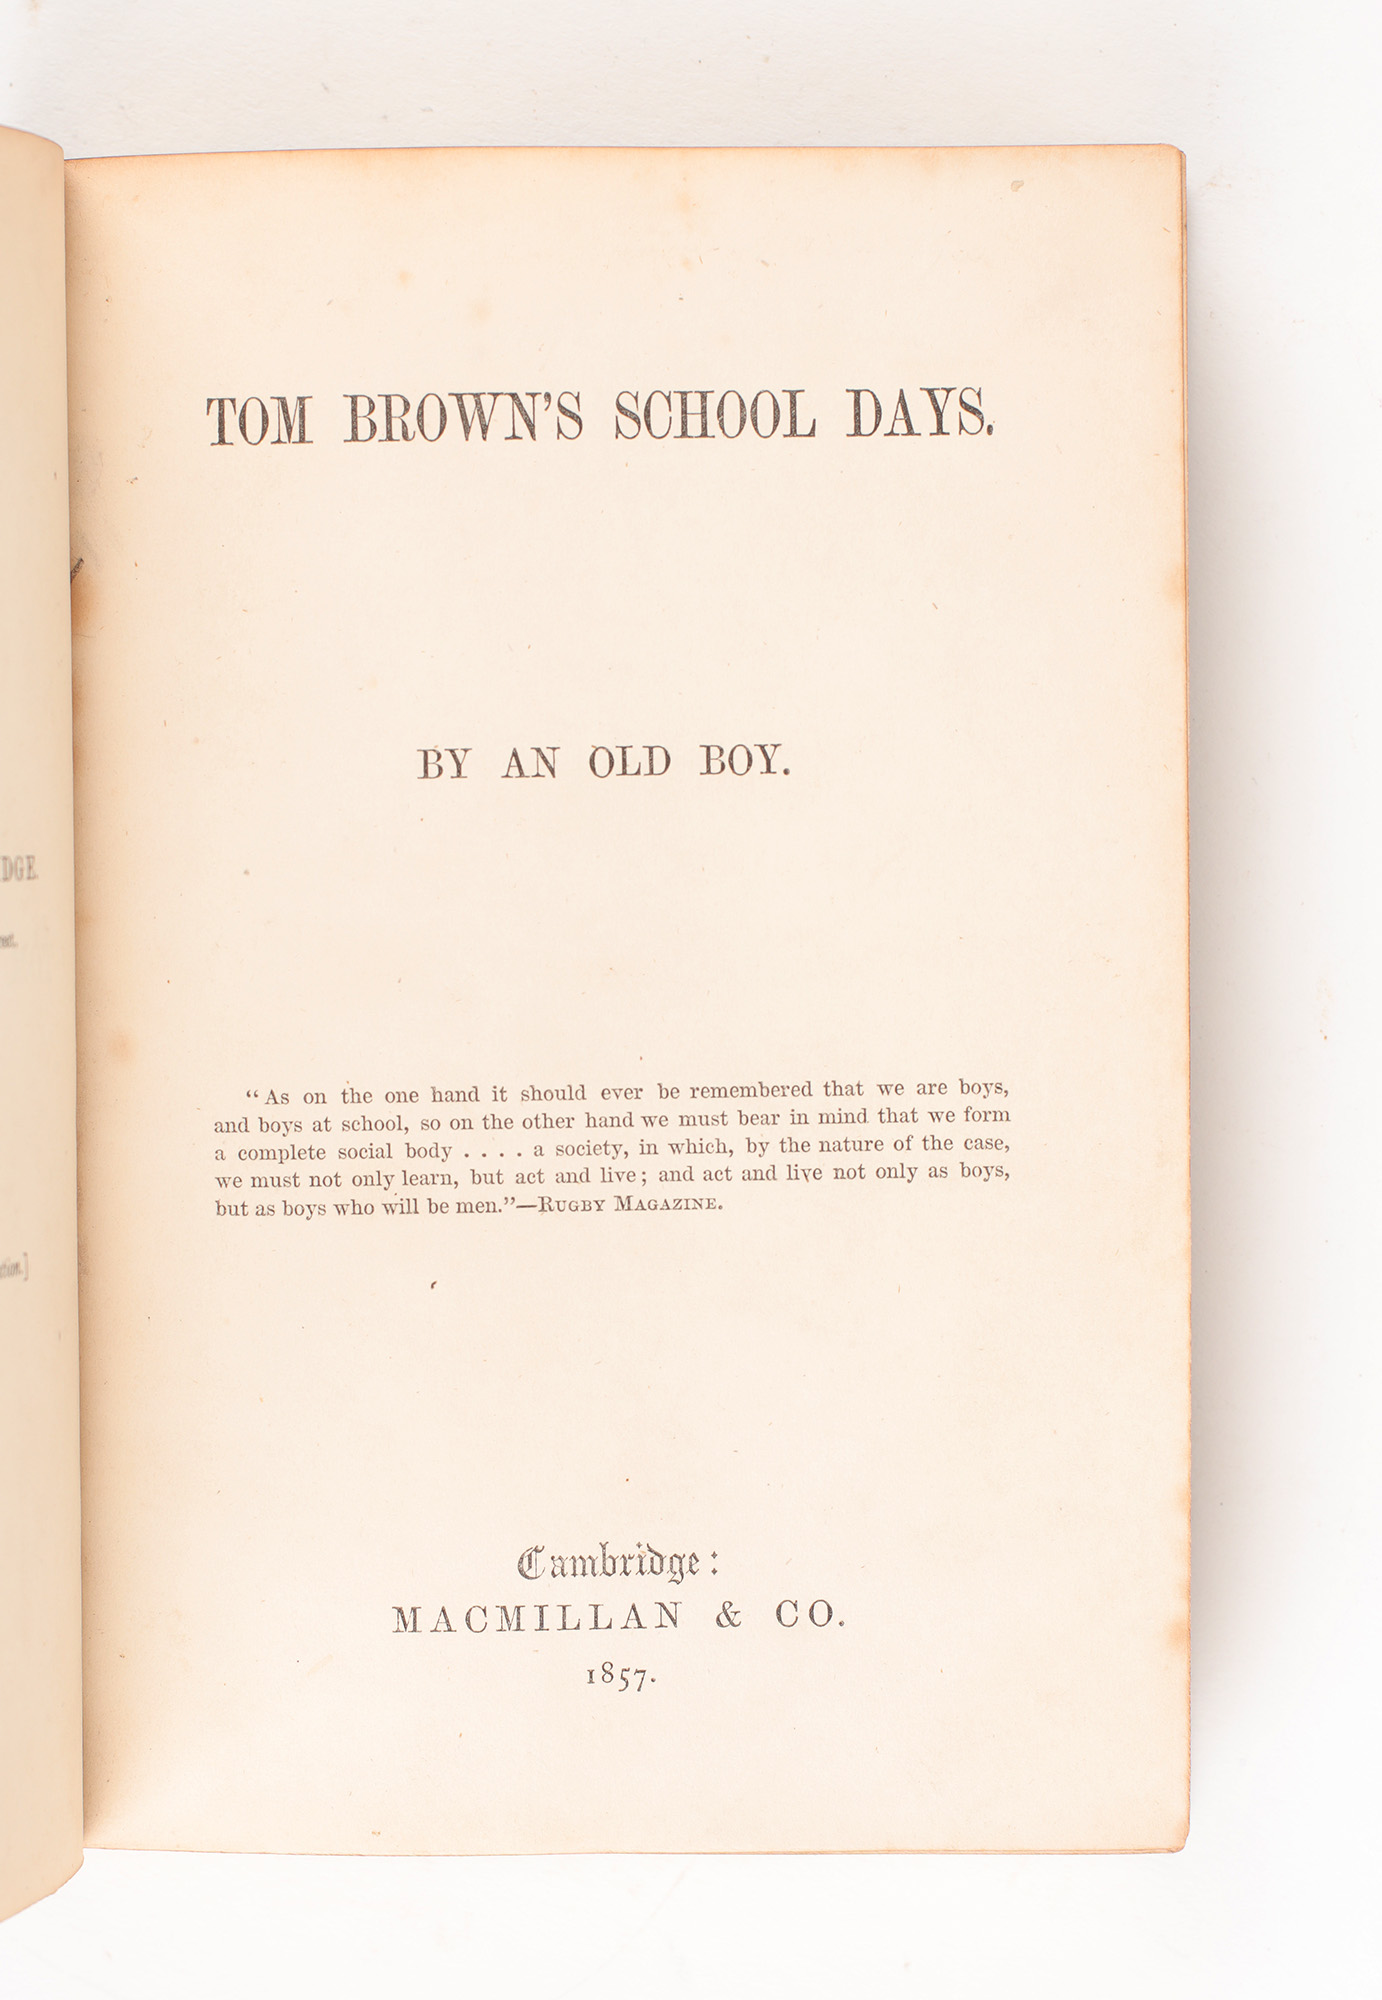 TOM BROWN'S SCHOOL DAYS.
BY AN OLD BOY.
"As on the one hand it should ever be remembered that we are boys,
and boys at school, so on the other hand we must bear in mind that we form
a complete social body . . . . a society, in which, by the nature of the case,
we must not only learn, but act and live; and act and live not only as boys,
but as boys who will be men."—RUGBY MAGAZINE.
Cambridge:
MACMILLAN & CO.
1857.